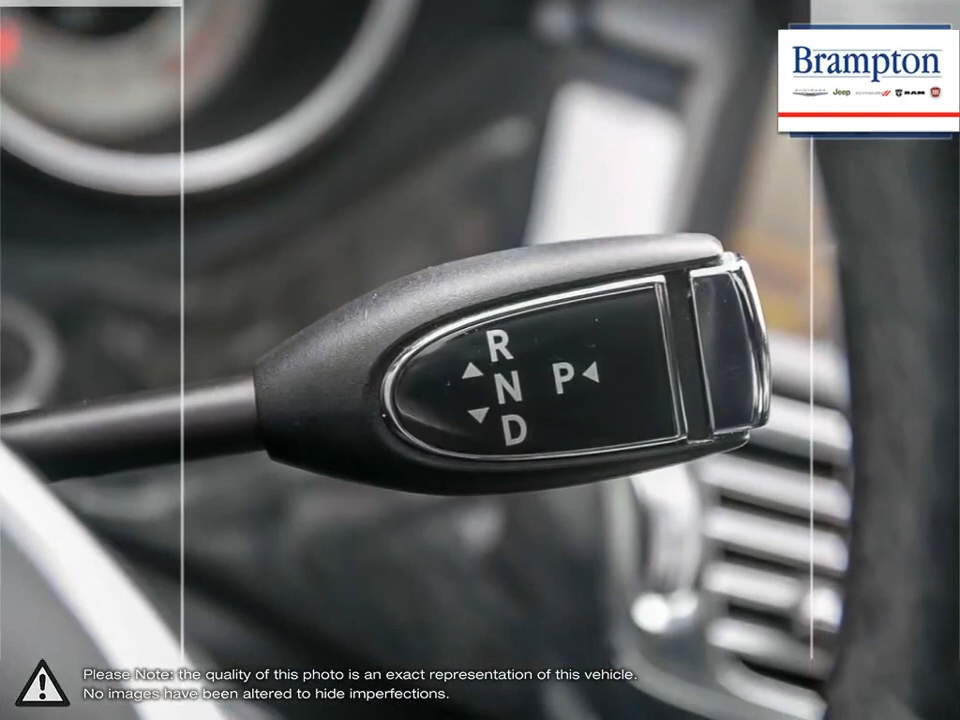 Brampton
Jeep RAM FIAT
R
N P
D
Please Note: the quality of this photo is an exact representation of this vehicle.
No images have been altered to hide imperfections.